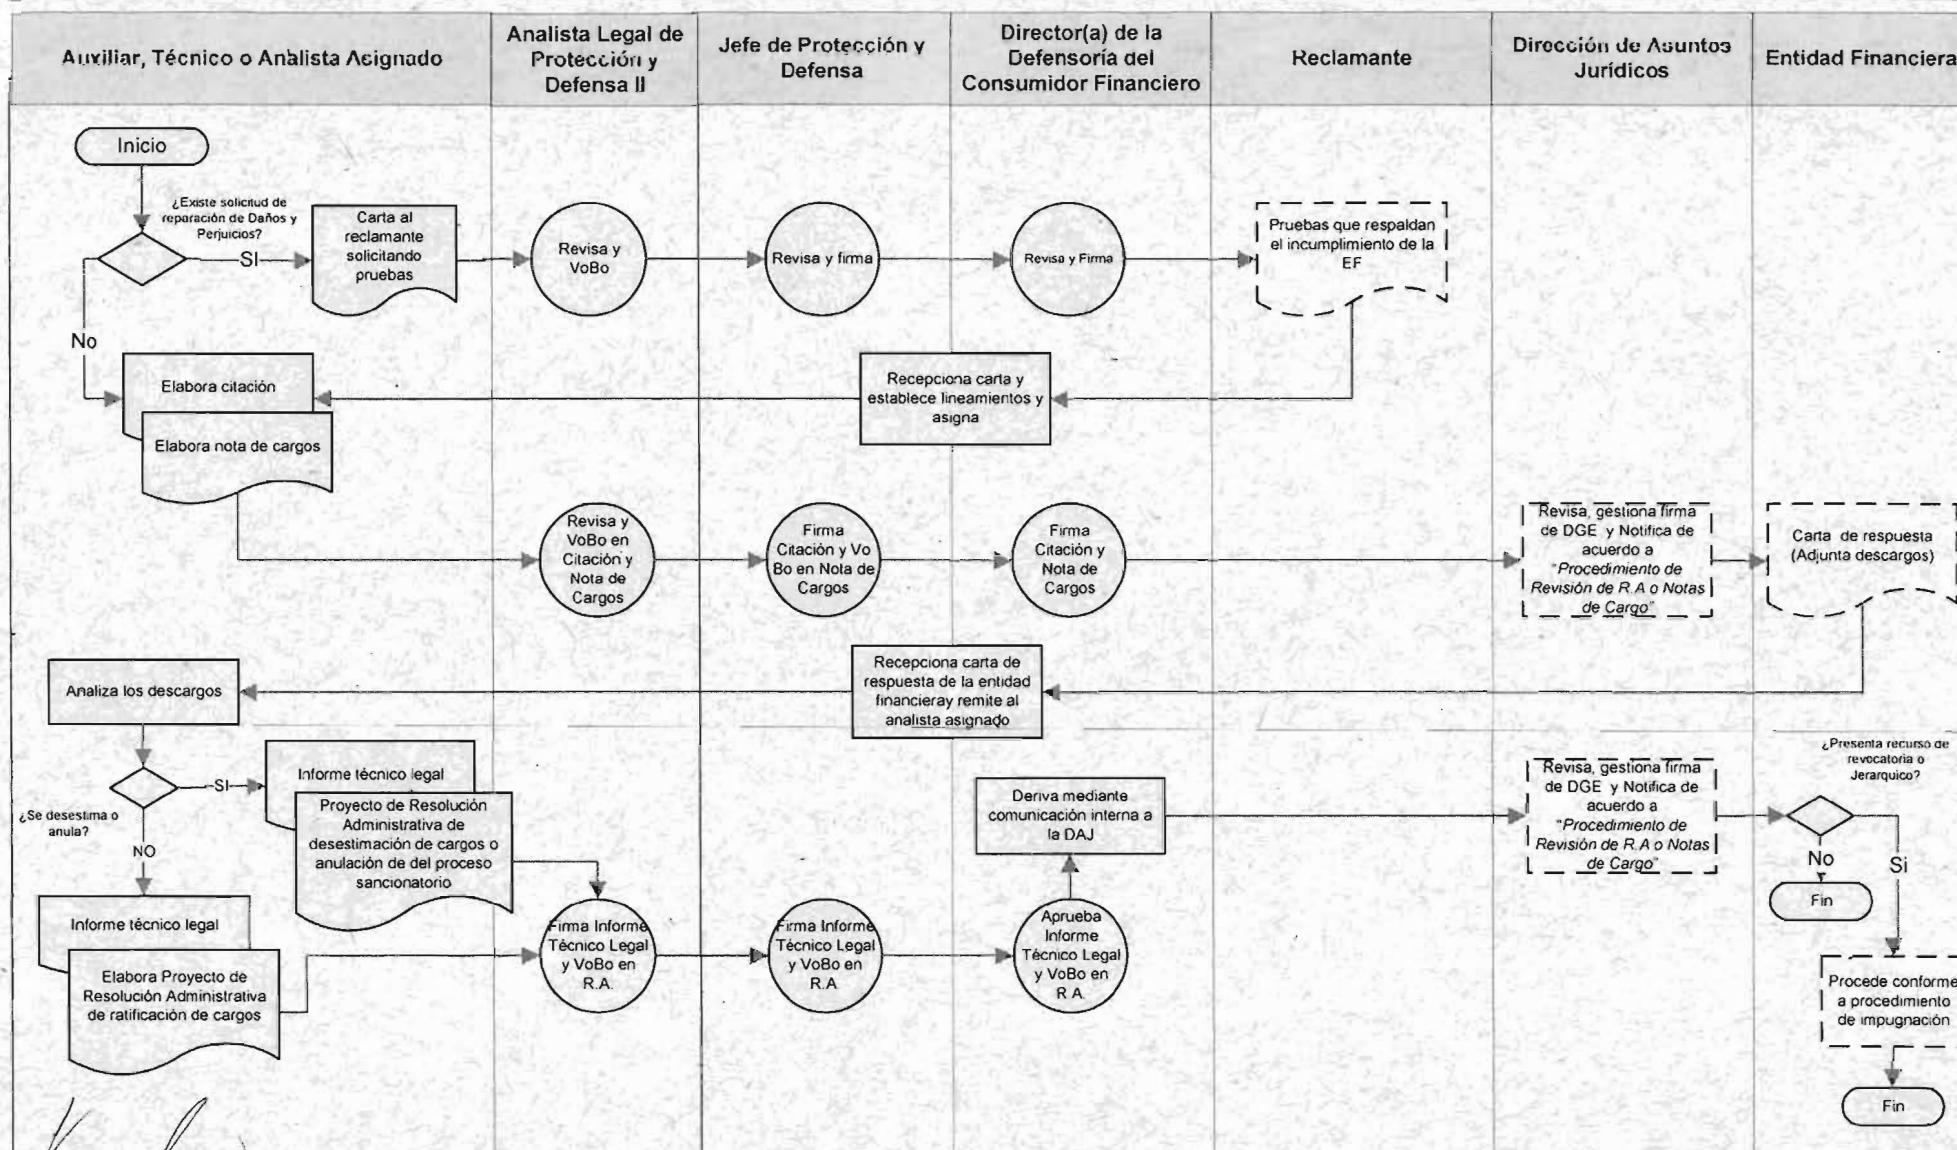 Auxiliar, Técnico o Analista Asignado
Analista Legal de
Protección y
Defensa II
Jefe de Protección y
Defensa
Director(a) de la
Defensoría del
Consumidor Financiero
Reclamante
Dirección de Asuntos
Jurídicos
Entidad Financiera
Inicio
¿Existe solicitud de
reparación de Daños y
Perjuicios?
SI
No
Carta al
reclamante
solicitando
pruebas
Revisa y
VoBo
Revisa y firma
Revisa y Firma
Pruebas que respaldan
el incumplimiento de la
EF
Elabora citación
Elabora nota de cargos
Recepciona carta y
establece lineamientos y
asigna
Revisa y
VoBo en
Citación y
Nota de
Cargos
Firma
Citación y Vo
Bo en Nota de
Cargos
Firma
Citación y
Nota de
Cargos
Revisa, gestiona firma
de DGE y Notifica de
acuerdo a
"Procedimiento de
Revisión de R.A o Notas
de Cargo"
Carta de respuesta
(Adjunta descargos)
Analiza los descargos
Recepciona carta de
respuesta de la entidad
financieray remite al
analista asignado
¿Se desestima o
anula?
SI
NO
Informe técnico legal
Proyecto de Resolución
Administrativa de
desestimación de cargos o
anulación de del proceso
sancionatorio
Deriva mediante
comunicación interna a
la DAJ
Revisa, gestiona firma
de DGE y Notifica de
acuerdo a
"Procedimiento de
Revisión de R.A o Notas
de Cargo"
¿Presenta recurso de
revocatoria o
Jerarquico?
No
Si
Fin
Informe técnico legal
Elabora Proyecto de
Resolución Administrativa
de ratificación de cargos
Firma Informe
Técnico Legal
y VoBo en
R.A.
Firma Informe
Técnico Legal
y VoBo en
R.A
Aprueba
Informe
Técnico Legal
y VoBo en
R.A.
Procede conforme
a procedimiento
de impugnación
Fin